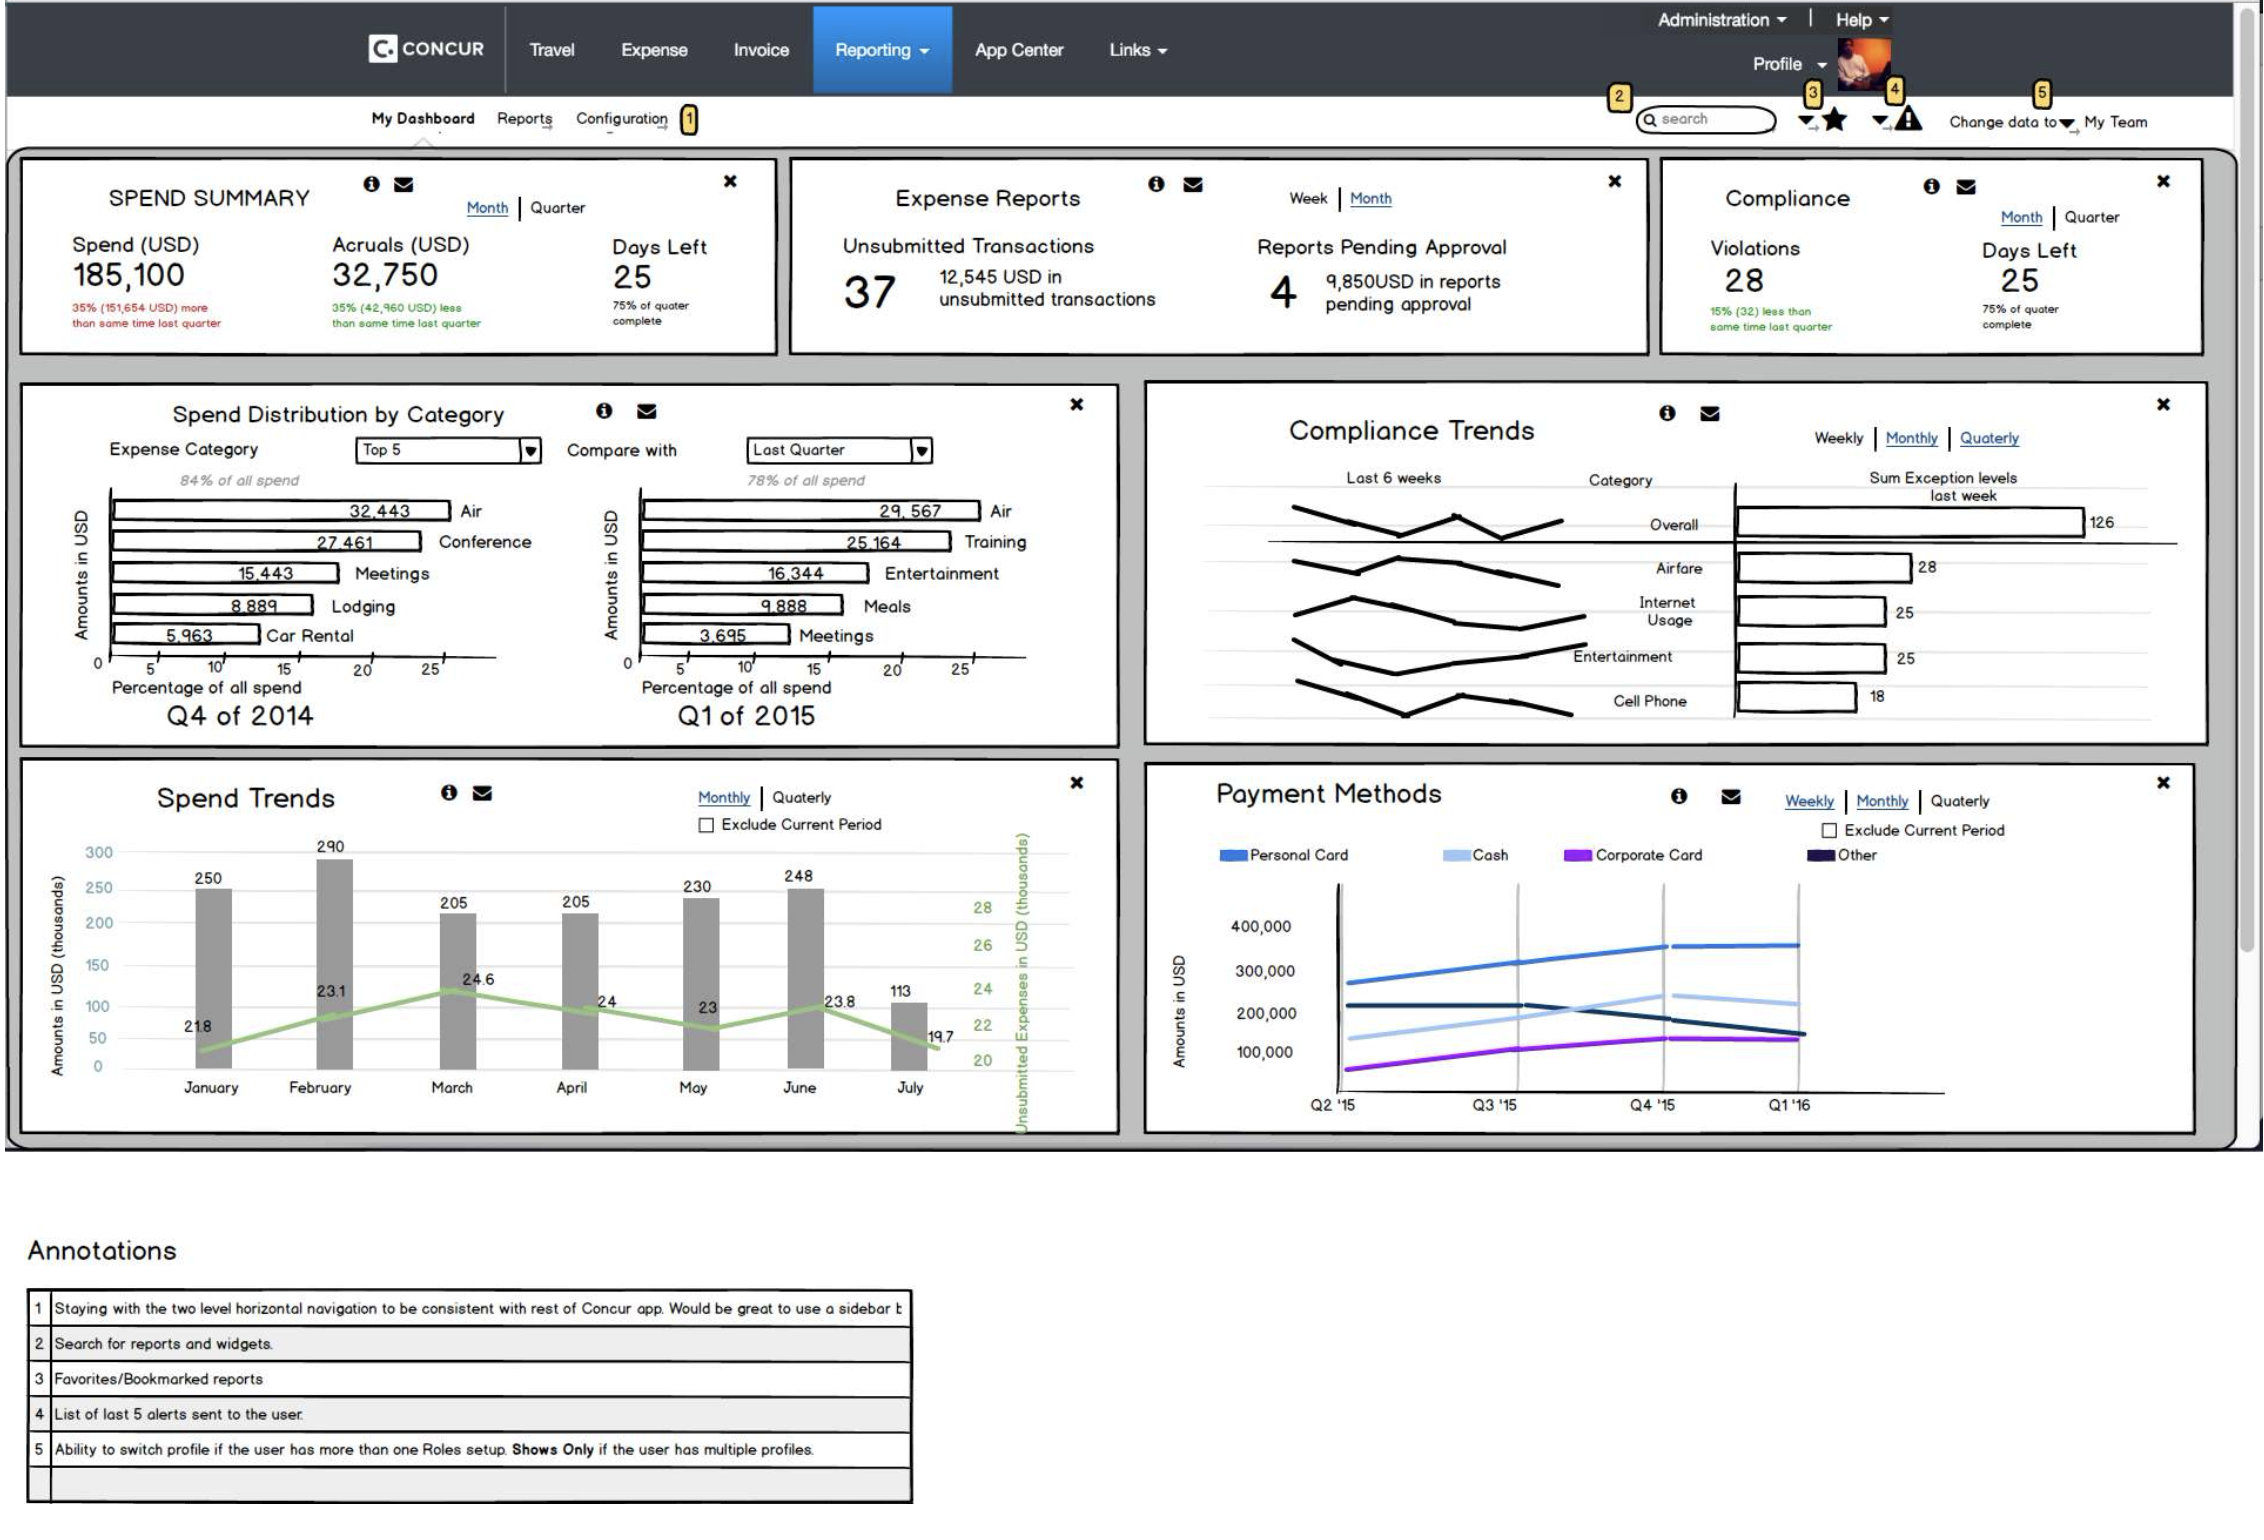 Administration | Help
C. CONCUR Travel Expense Invoice Reporting App Center Links
Profile
My Dashboard Reports Configuration 1
2 search 3 4 5 Change data to My Team
SPEND SUMMARY
Month | Quarter
Spend (USD) Acruals (USD) Days Left
185,100 32,750 25
35% (151,654 USD) more
than same time last quarter
35% (42,960 USD) less
than same time last quarter
75% of quater
complete
Expense Reports
Week | Month
Unsubmitted Transactions
37
12,545 USD in
unsubmitted transactions
Reports Pending Approval
4
9,850USD in reports
pending approval
Compliance
Month | Quarter
Violations Days Left
28 25
15% (32) less than
same time last quarter
75% of quater
complete
Spend Distribution by Category
Expense Category Top 5 Compare with Last Quarter
84% of all spend
Amounts in USD
32,443 Air
27,461 Conference
15,443 Meetings
8,889 Lodging
5,963 Car Rental
0 5 10 15 20 25
Percentage of all spend
Q4 of 2014
78% of all spend
Amounts in USD
29, 567 Air
25,164 Training
16,344 Entertainment
9,888 Meals
3,695 Meetings
0 5 10 15 20 25
Percentage of all spend
Q1 of 2015
Compliance Trends
Weekly | Monthly | Quaterly
Last 6 weeks Category Sum Exception levels
last week
Overall 126
Airfare 28
Internet
Usage 25
Entertainment 25
Cell Phone 18
Spend Trends
Monthly | Quaterly
Exclude Current Period
Amounts in USD (thousands)
300
250
200
150
100
50
0
250 290 205 205 230 248 113
21.8 23.1 24.6 24 23 23.8 19.7
28
26
24
22
20
Unsubmitted Expenses in USD (thousands)
January February March April May June July
Payment Methods
Weekly | Monthly | Quaterly
Exclude Current Period
Personal Card Cash Corporate Card Other
Amounts in USD
400,000
300,000
200,000
100,000
Q2 '15 Q3 '15 Q4 '15 Q1 '16
Annotations
1 Staying with the two level horizontal navigation to be consistent with rest of Concur app. Would be great to use a sidebar
2 Search for reports and widgets.
3 Favorites/Bookmarked reports
4 List of last 5 alerts sent to the user.
5 Ability to switch profile if the user has more than one Roles setup. Shows Only if the user has multiple profiles.